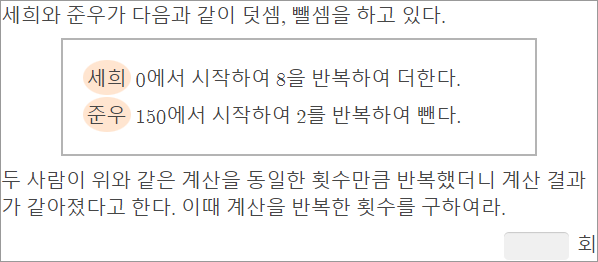 세희와 준우가 다음과 같이 덧셈, 뺄셈을 하고 있다.
세희 0에서 시작하여 8을 반복하여 더한다.
준우 150에서 시작하여 2를 반복하여 뺀다.
두 사람이 위와 같은 계산을 동일한 횟수만큼 반복했더니 계산 결과
가 같아졌다고 한다. 이때 계산을 반복한 횟수를 구하여라.
회